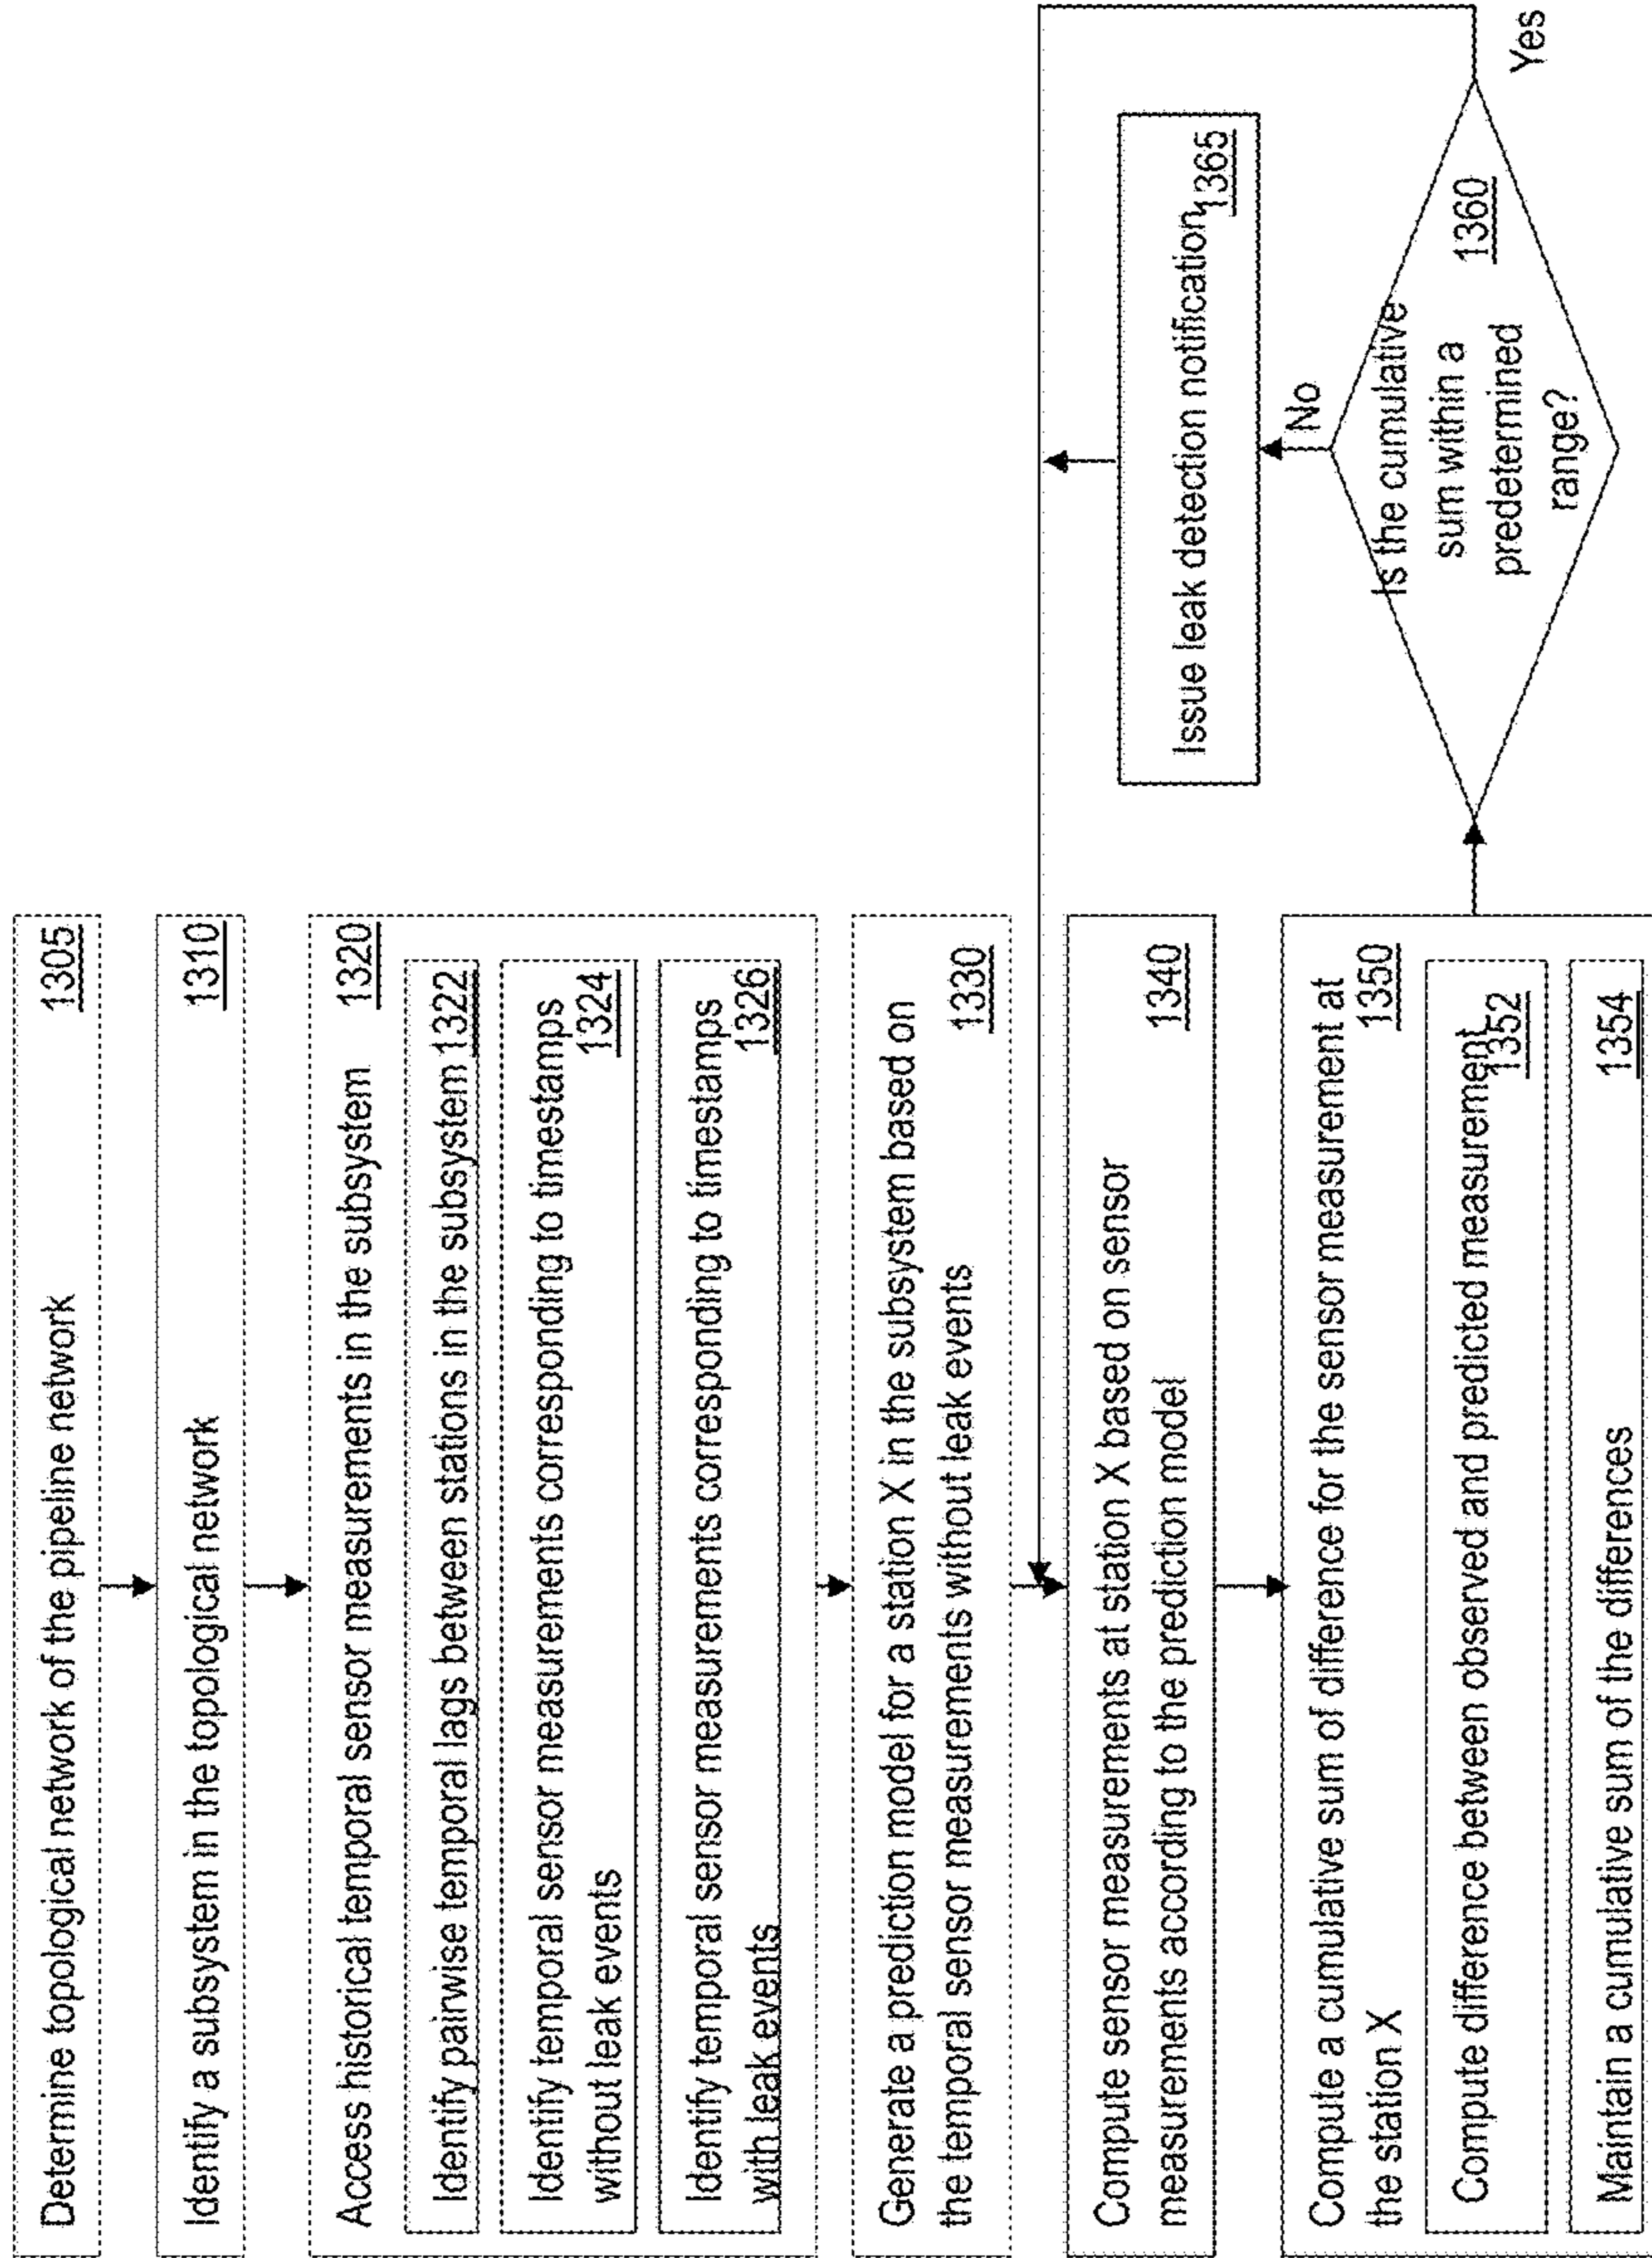 Determine topological network of the pipeline network 1305
Identify a subsystem in the topological network 1310
Access historical temporal sensor measurements in the subsystem 1320
Identify pairwise temporal lags between stations in the subsystem 1322
Identify temporal sensor measurements corresponding to timestamps
without leak events 1324
Identify temporal sensor measurements corresponding to timestamps
with leak events 1326
Generate a prediction model for a station X in the subsystem based on
the temporal sensor measurements without leak events 1330
Compute sensor measurements at station X based on sensor
measurements according to the prediction model 1340
Compute a cumulative sum of difference for the sensor measurement at
the station X 1350
Compute difference between observed and predicted measurement
1352
Maintain a cumulative sum of the differences 1354
Issue leak detection notification
1365
No
Is the cumulative
sum within a 1360
predetermined
range?
Yes